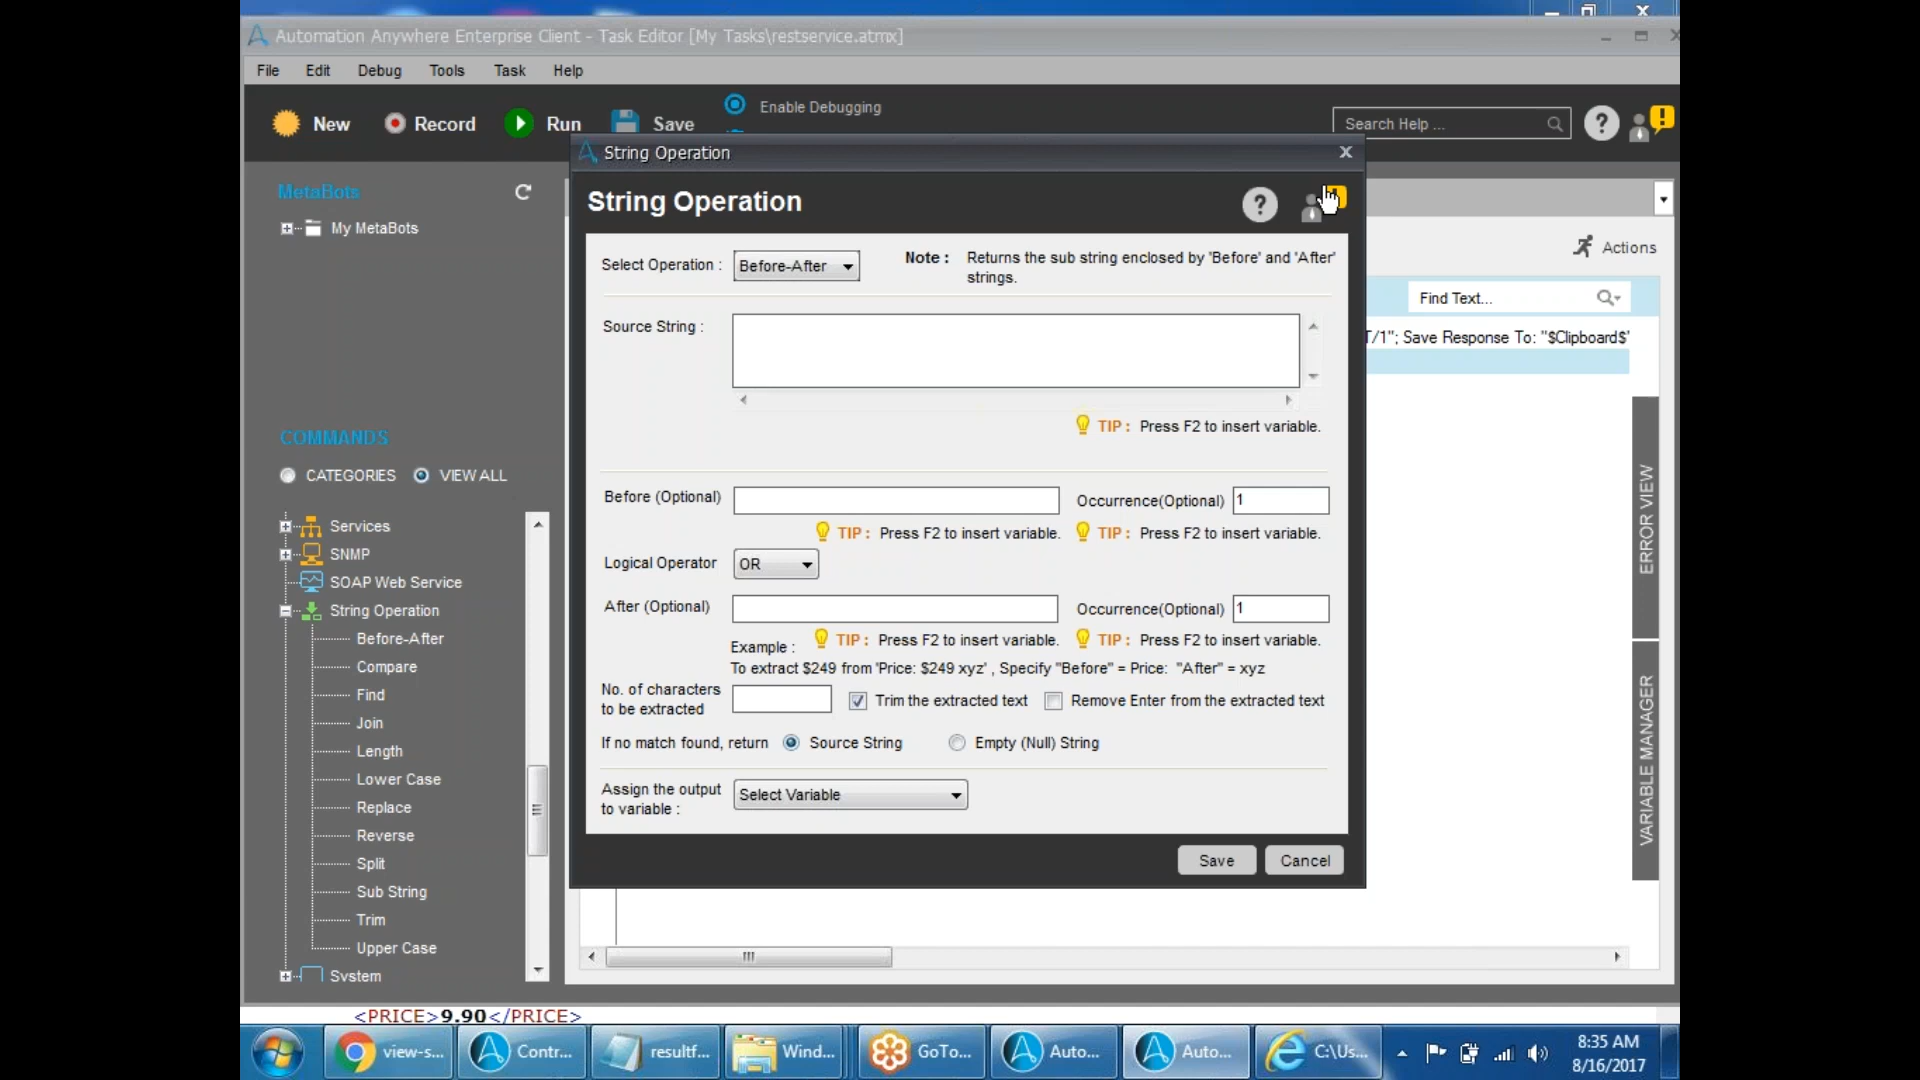 Automation Anywhere Enterprise Client - Task Editor [My Tasks\restservice.atmx]
File Edit Debug Tools Task Help
New Record Run Save Enable Debugging
Search Help ...
String Operation
String Operation
MetaBots
My MetaBots
Select Operation : Before-After
Note : Returns the sub string enclosed by 'Before' and 'After'
strings.
Actions
Find Text...
Source String :
T/1"; Save Response To: "$Clipboard$"
TIP : Press F2 to insert variable.
COMMANDS
CATEGORIES VIEW ALL
Services
SNMP
SOAP Web Service
String Operation
Before-After
Compare
Find
Join
Length
Lower Case
Replace
Reverse
Split
Sub String
Trim
Upper Case
System
Before (Optional) Occurrence(Optional) 1
TIP : Press F2 to insert variable. TIP : Press F2 to insert variable.
Logical Operator OR
After (Optional) Occurrence(Optional) 1
Example : TIP : Press F2 to insert variable. TIP : Press F2 to insert variable.
To extract $249 from 'Price: $249 xyz' , Specify "Before" = Price: "After" = xyz
No. of characters
to be extracted
Trim the extracted text Remove Enter from the extracted text
If no match found, return Source String Empty (Null) String
Assign the output
to variable :
Select Variable
Save Cancel
ERROR VIEW
VARIABLE MANAGER
<PRICE>9.90</PRICE>
view-s... Contr... resultf... Wind... GoTo... Auto... Auto... C:\Us...
8:35 AM
8/16/2017